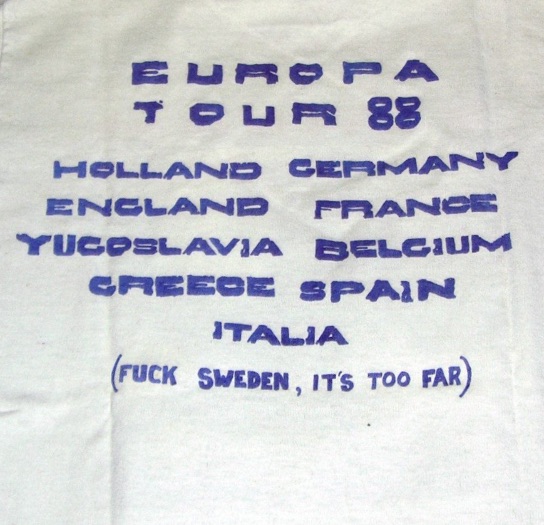 EUROPA
TOUR 88
HOLLAND GERMANY
ENGLAND FRANCE
YUGOSLAVIA BELGIUM
GREECE SPAIN
ITALIA
(FUCK SWEDEN, IT'S TOO FAR)